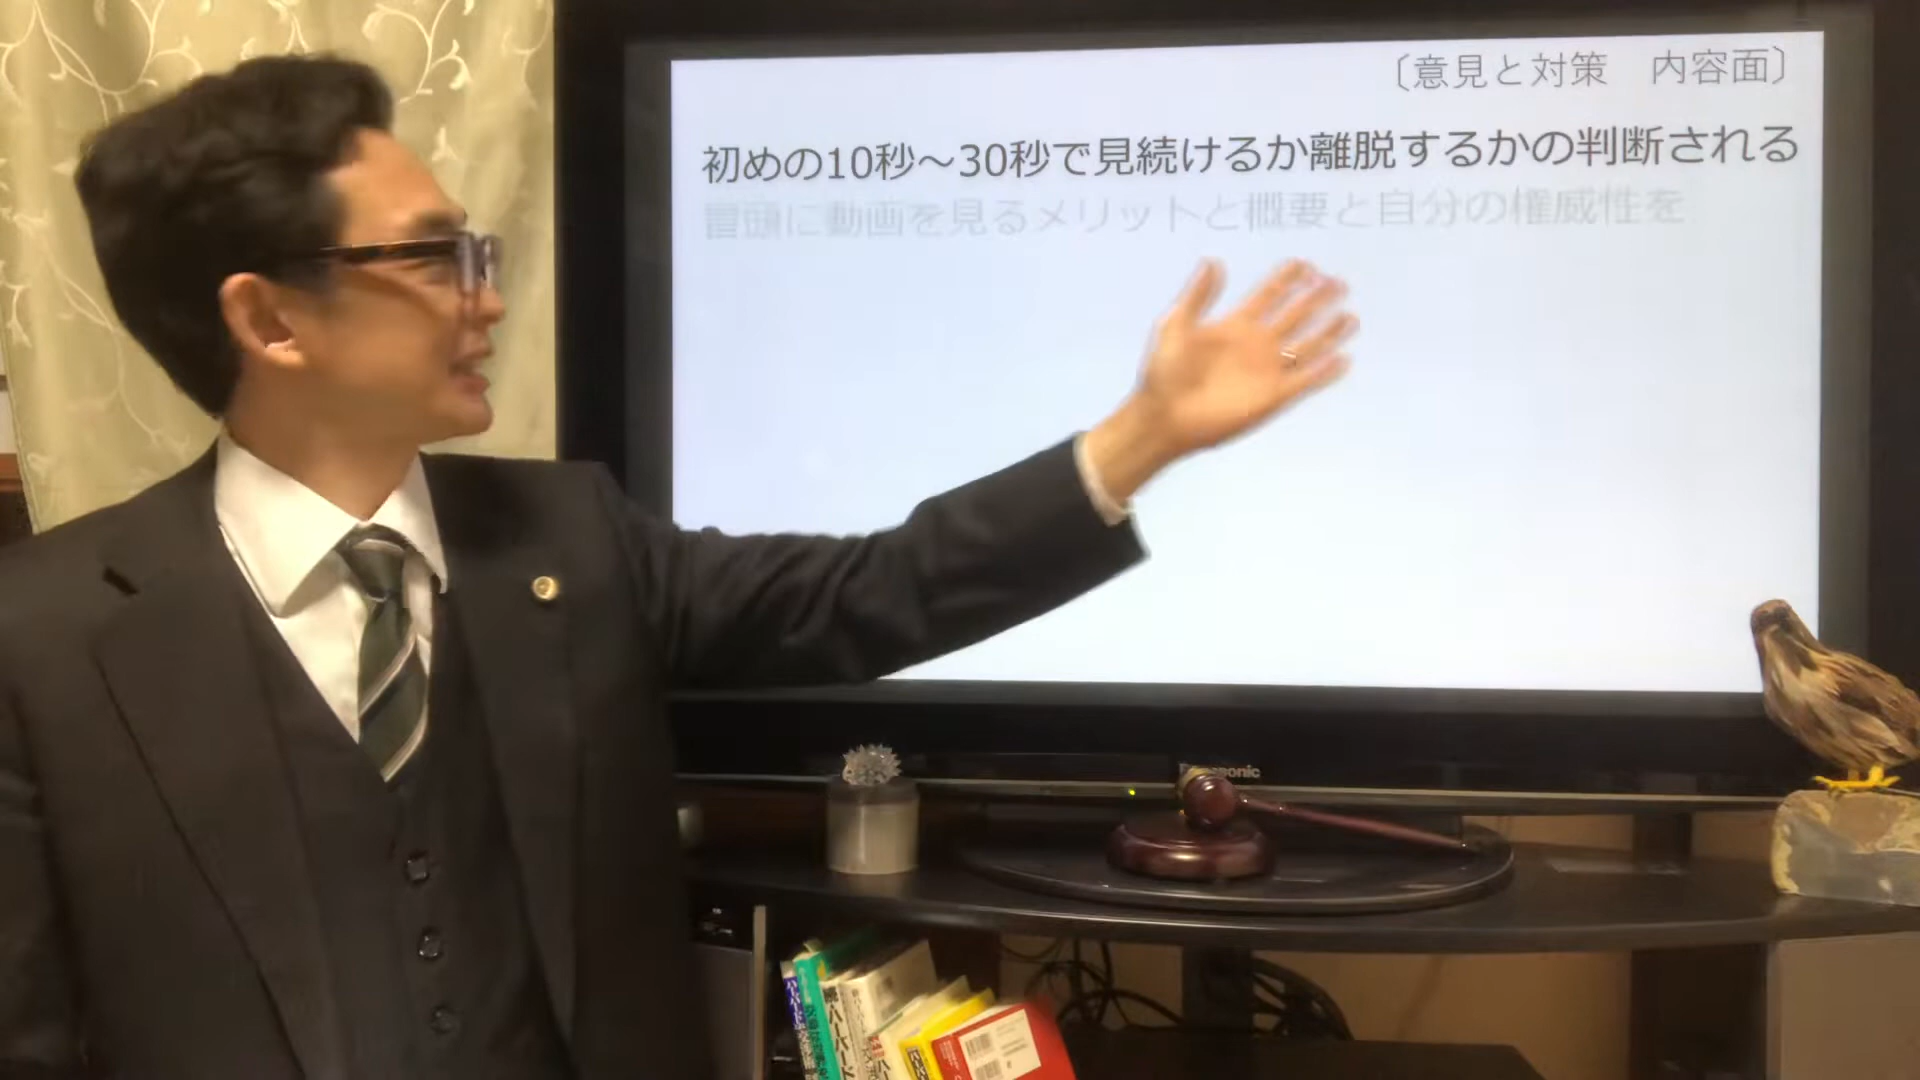 〔意見と対策　内容面〕
初めの10秒～30秒で見続けるか離脱するかの判断される
冒頭に動画を見るメリットと概要と自分の権威性を